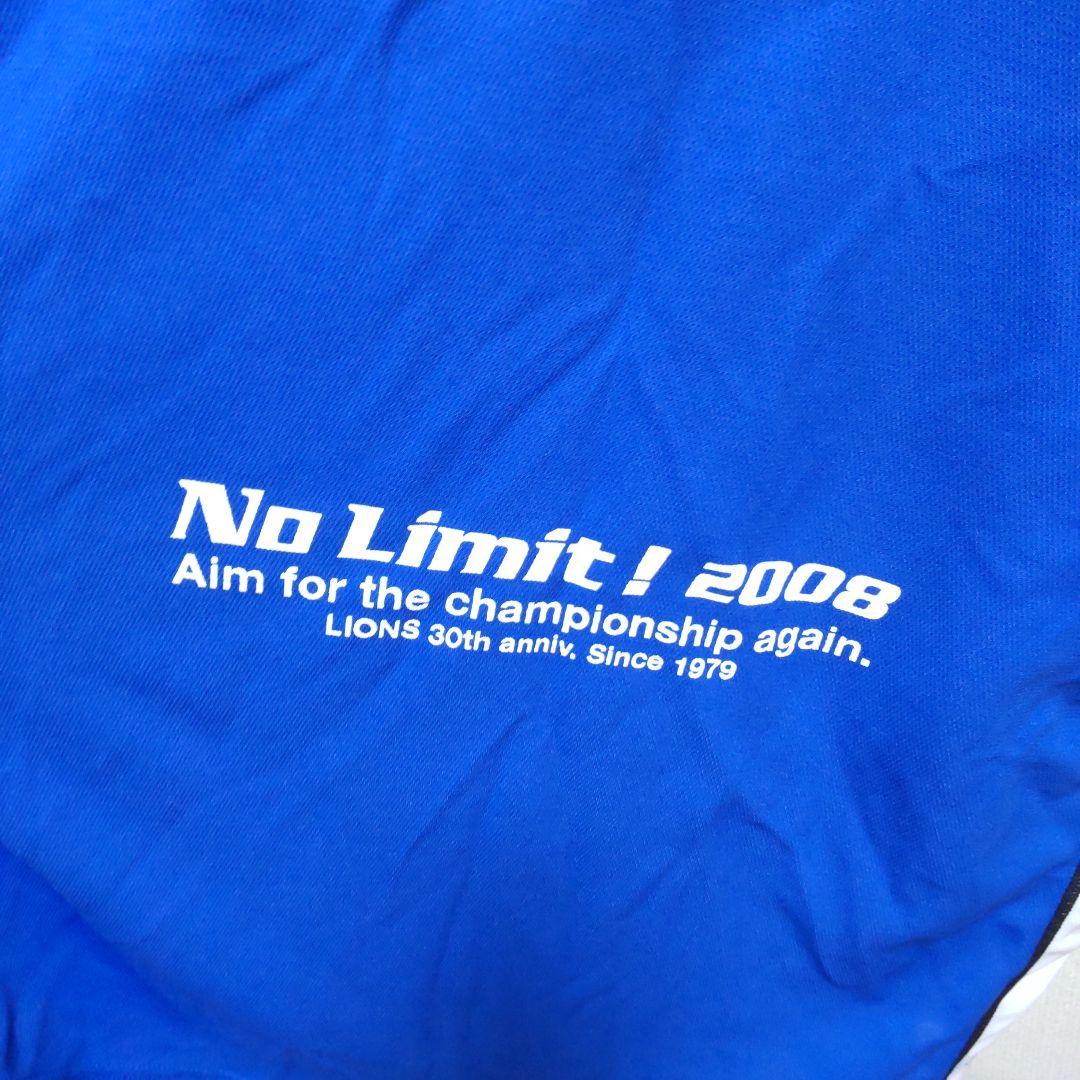 No Limit! 2008
Aim for the championship again.
LIONS 30th anniv. Since 1979